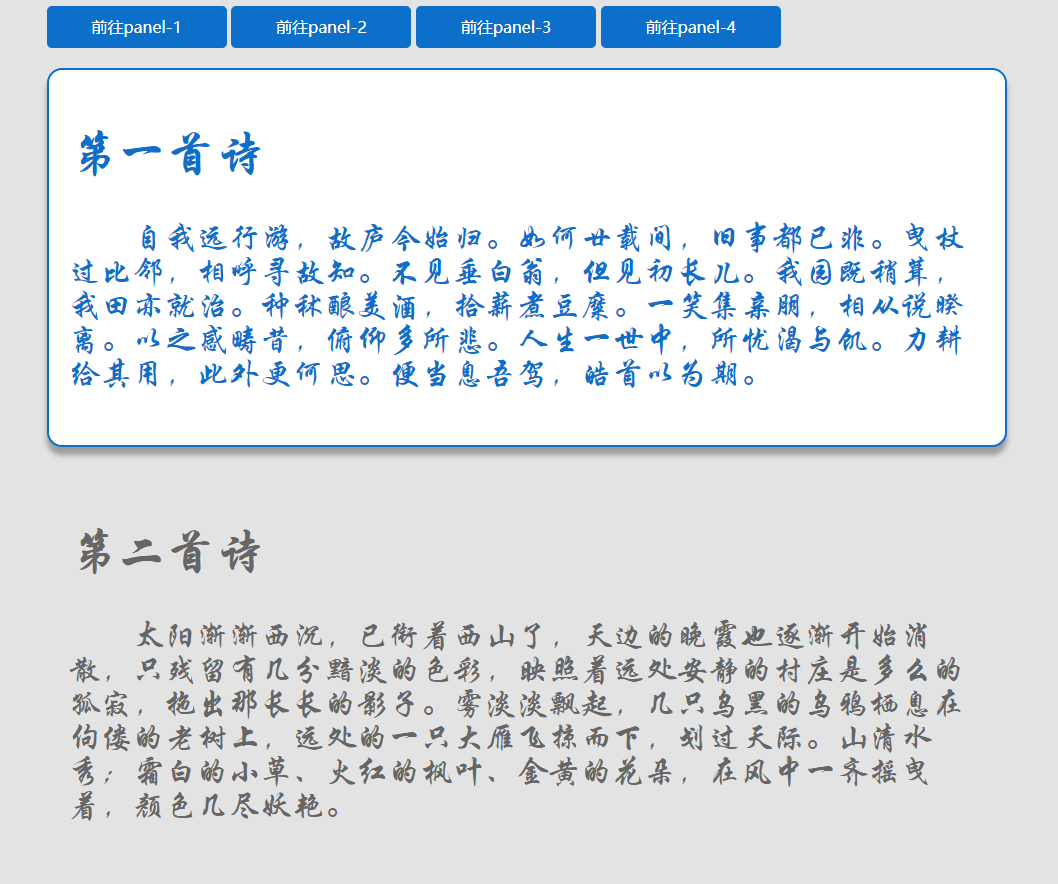 前往panel-1 前往panel-2 前往panel-3 前往panel-4
第一首诗
自我远行游，故庐今始归。如何廿载间，旧事都已非。曳杖
过比邻，相呼寻故知。不见垂白翁，但见初长儿。我园既稍葺，
我田亦就治。种秫酿美酒，拾薪煮豆糜。一笑集亲朋，相从说暌
离。以之感畴昔，俯仰多所悲。人生一世中，所忧渴与饥。力耕
给其用，此外更何思。便当息吾驾，皓首以为期。
第二首诗
太阳渐渐西沉，已衔着西山了，天边的晚霞也逐渐开始消
散，只残留有几分黯淡的色彩，映照着远处安静的村庄是多么的
孤寂，拖出那长长的影子。雾淡淡飘起，几只乌黑的乌鸦栖息在
佝偻的老树上，远处的一只大雁飞掠而下，划过天际。山清水
秀；霜白的小草、火红的枫叶、金黄的花朵，在风中一齐摇曳
着，颜色几尽妖艳。